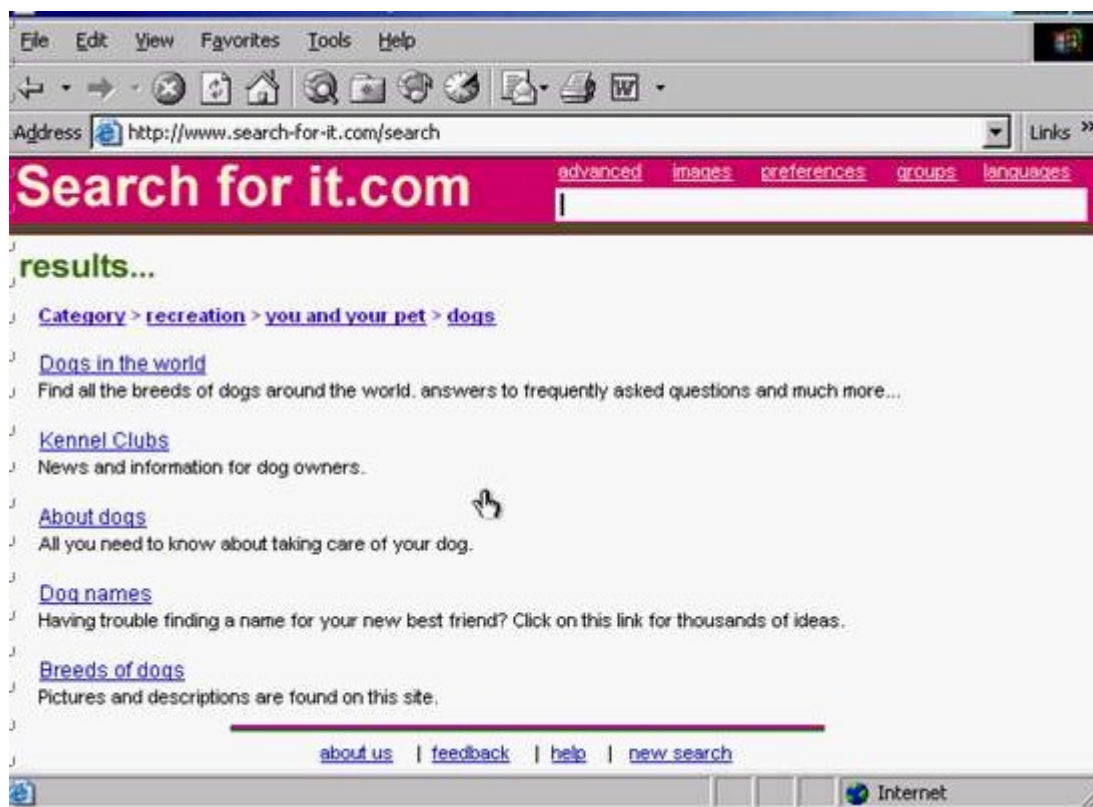 File Edit View Favorites Tools Help
Address http://www.search-for-it.com/search Links »
Search for it.com
advanced images preferences groups languages
results...
Category > recreation > you and your pet > dogs
Dogs in the world
Find all the breeds of dogs around the world. answers to frequently asked questions and much more...
Kennel Clubs
News and information for dog owners.
About dogs
All you need to know about taking care of your dog.
Dog names
Having trouble finding a name for your new best friend? Click on this link for thousands of ideas.
Breeds of dogs
Pictures and descriptions are found on this site.
about us | feedback | help | new search
Internet